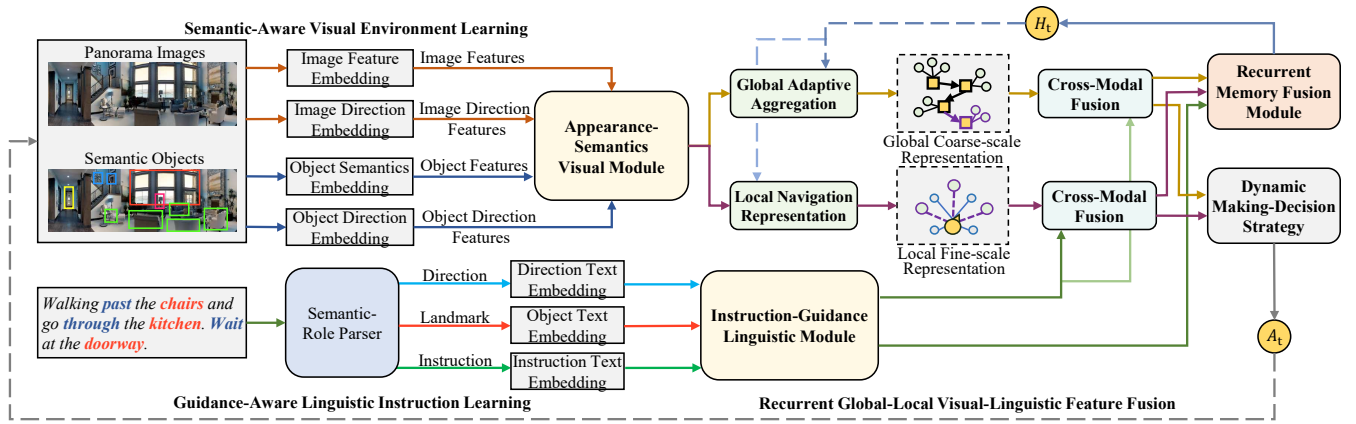 Semantic-Aware Visual Environment Learning
Panorama Images
Semantic Objects
Image Feature
Embedding
Image Features
Image Direction
Embedding
Image Direction
Features
Object Semantics
Embedding
Object Features
Object Direction
Embedding
Object Direction
Features
Appearance-
Semantics
Visual Module
Global Adaptive
Aggregation
Local Navigation
Representation
Global Coarse-scale
Representation
Local Fine-scale
Representation
Cross-Modal
Fusion
Cross-Modal
Fusion
H_t
Recurrent
Memory Fusion
Module
Dynamic
Making-Decision
Strategy
A_t
Walking past the chairs and
go through the kitchen. Wait
at the doorway.
Semantic-
Role Parser
Direction
Landmark
Instruction
Direction Text
Embedding
Object Text
Embedding
Instruction Text
Embedding
Instruction-Guidance
Linguistic Module
Guidance-Aware Linguistic Instruction Learning
Recurrent Global-Local Visual-Linguistic Feature Fusion